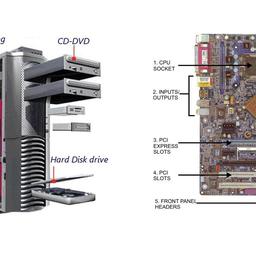 CD-DVD
Hard Disk drive
1. CPU
SOCKET
2. INPUTS/
OUTPUTS
3. PCI
EXPRESS
SLOTS
4. PCI
SLOTS
5. FRONT PANEL
HEADERS